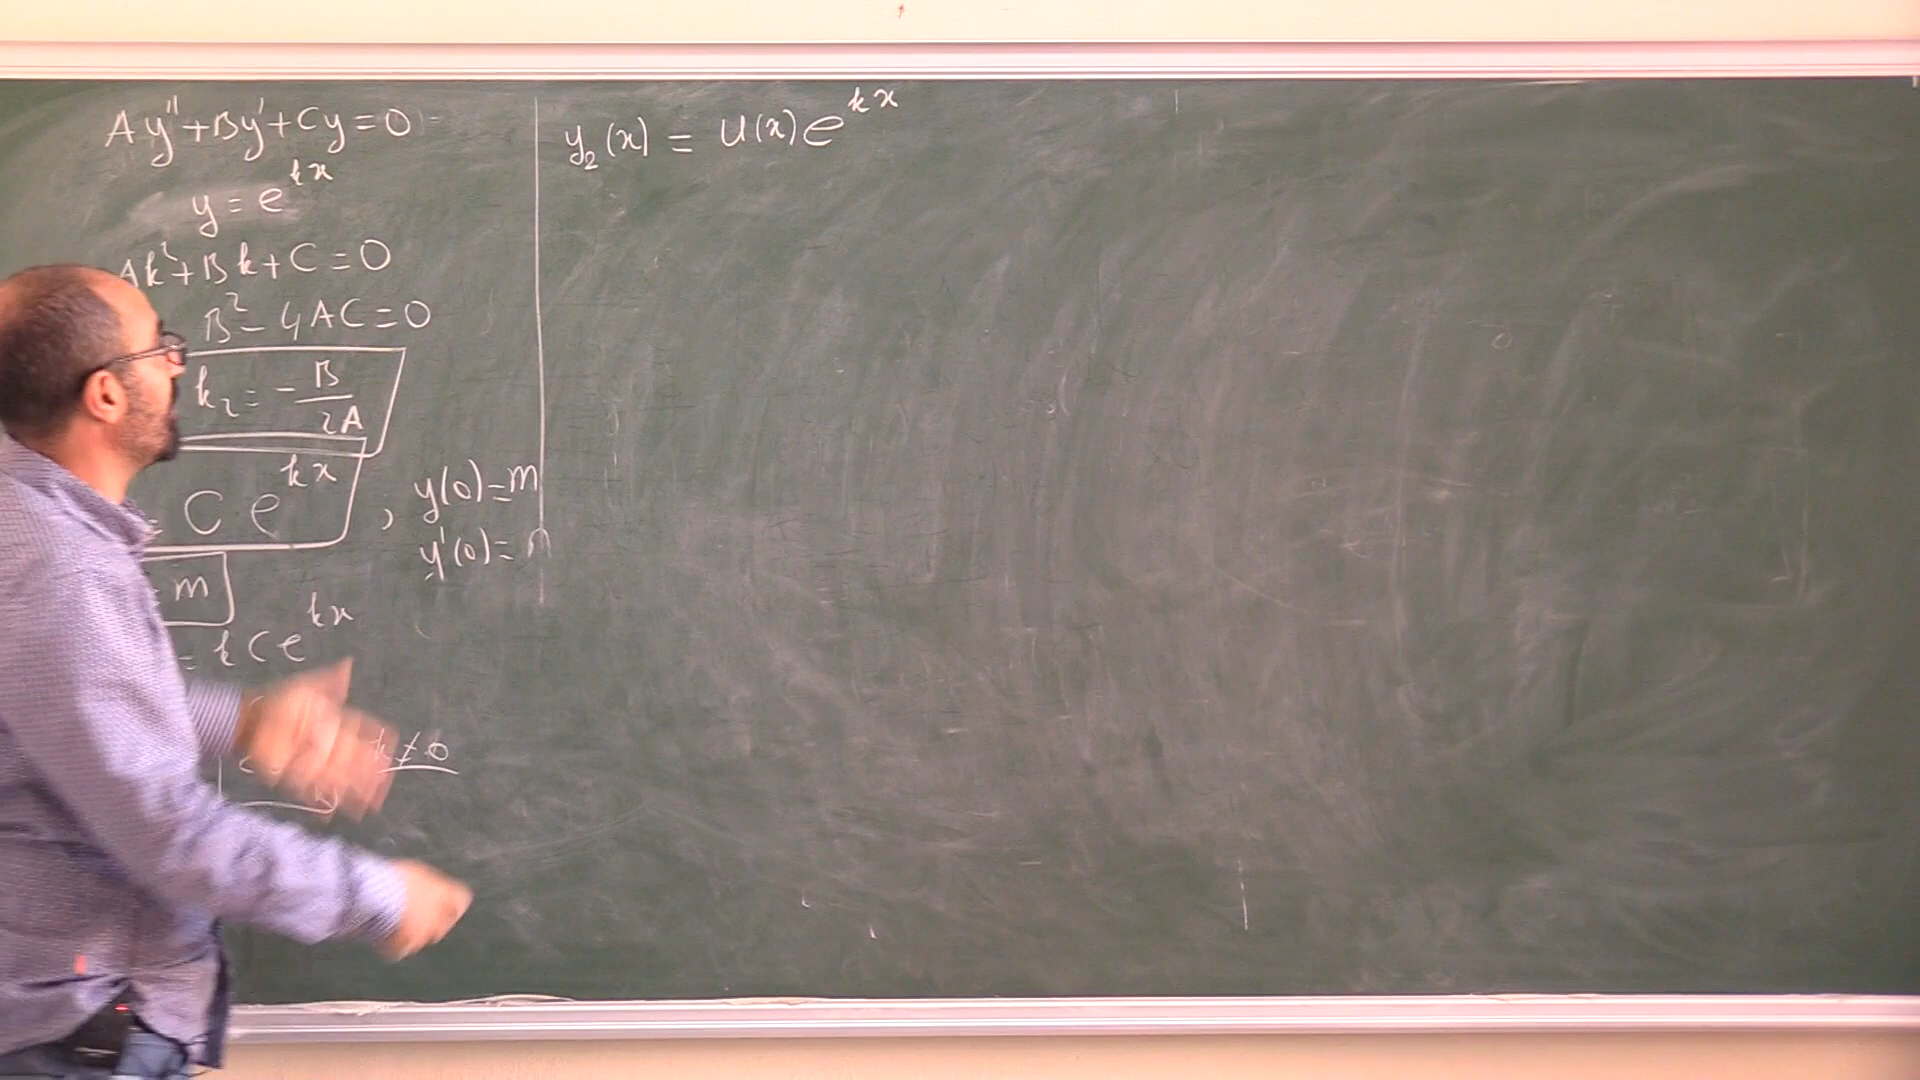 Ay''+By'+Cy=0
y=e^{kx}
Ak²+Bk+C=0
B²-4AC=0
k₂=-B/2A
= C e^{kx}, y(0)=m
y'(0)=n
= m
= kCe^{kx}
k≠0
y₂(x) = u(x)e^{kx}